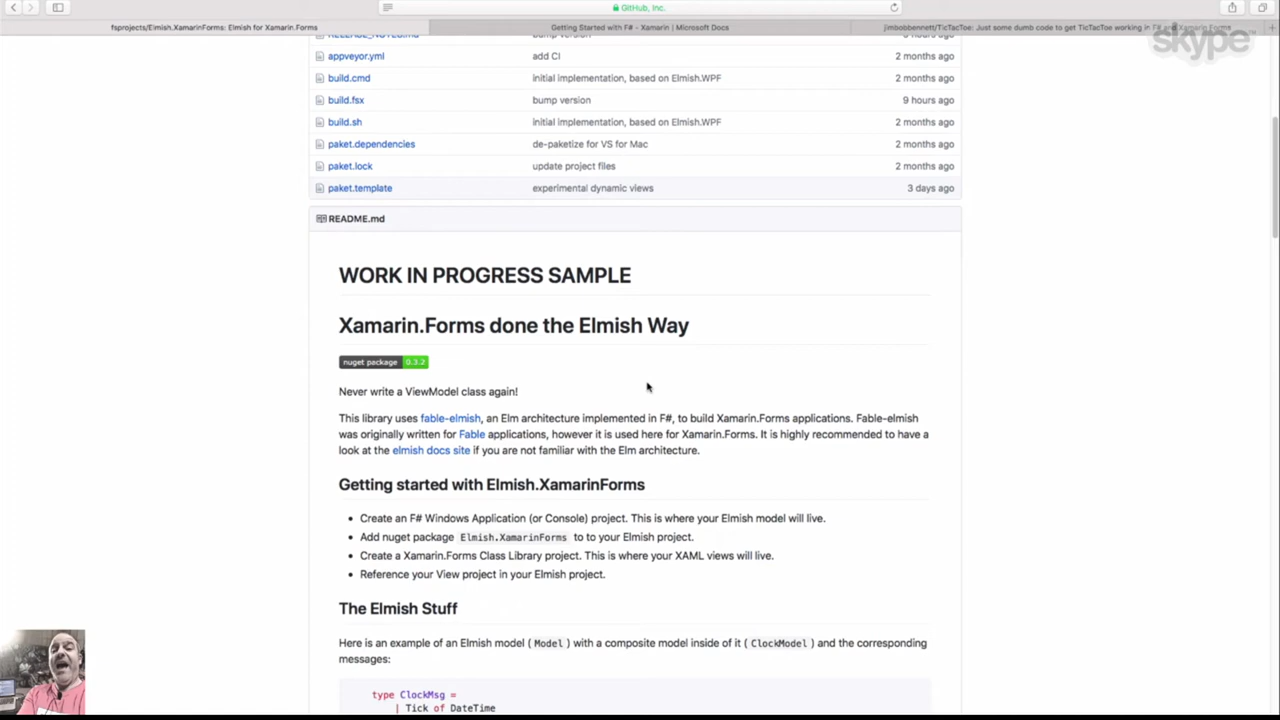 GitHub, Inc.
fsprojects/Elmish.XamarinForms: Elmish for Xamarin.Forms
Getting Started with F# - Xamarin | Microsoft Docs
jimbobbennett/TicTacToe: Just some dumb code to get TicTacToe working in F# and Xamarin Forms
skype™
RELEASE_NOTES.md bump version 9 hours ago
appveyor.yml add CI 2 months ago
build.cmd initial implementation, based on Elmish.WPF 2 months ago
build.fsx bump version 9 hours ago
build.sh initial implementation, based on Elmish.WPF 2 months ago
paket.dependencies de-paketize for VS for Mac 2 months ago
paket.lock update project files 2 months ago
paket.template experimental dynamic views 3 days ago
README.md
WORK IN PROGRESS SAMPLE
Xamarin.Forms done the Elmish Way
nuget package 0.3.2
Never write a ViewModel class again!
This library uses fable-elmish, an Elm architecture implemented in F#, to build Xamarin.Forms applications. Fable-elmish
was originally written for Fable applications, however it is used here for Xamarin.Forms. It is highly recommended to have a
look at the elmish docs site if you are not familiar with the Elm architecture.
Getting started with Elmish.XamarinForms
• Create an F# Windows Application (or Console) project. This is where your Elmish model will live.
• Add nuget package Elmish.XamarinForms to to your Elmish project.
• Create a Xamarin.Forms Class Library project. This is where your XAML views will live.
• Reference your View project in your Elmish project.
The Elmish Stuff
Here is an example of an Elmish model ( Model ) with a composite model inside of it ( ClockModel ) and the corresponding
messages:
type ClockMsg =
| Tick of DateTime